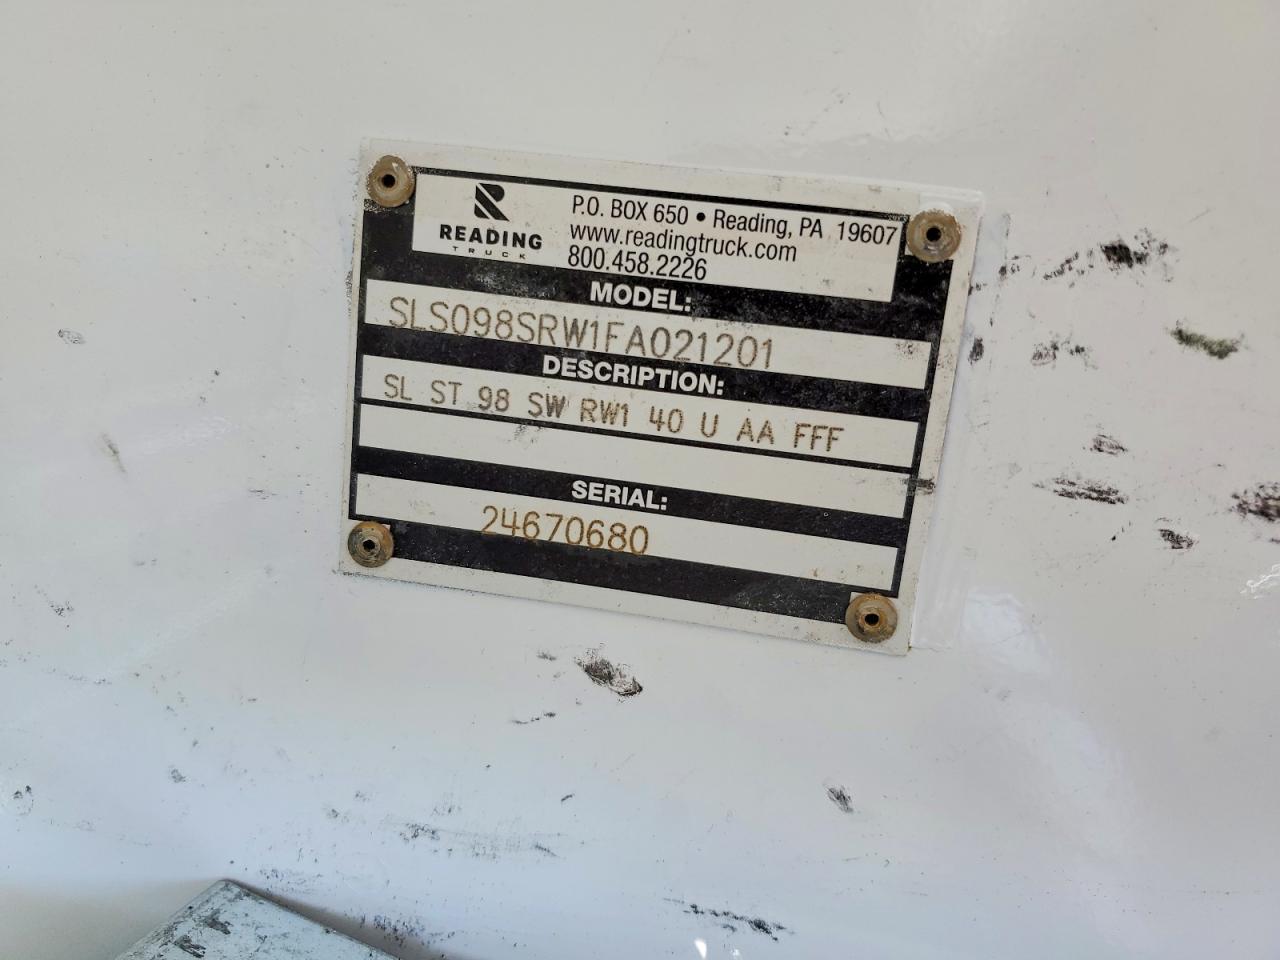 READING
TRUCK
P.O. BOX 650 • Reading, PA 19607
www.readingtruck.com
800.458.2226
MODEL:
SLS098SRW1FA021201
DESCRIPTION:
SL ST 98 SW RW1 40 U AA FFF
SERIAL:
24670680